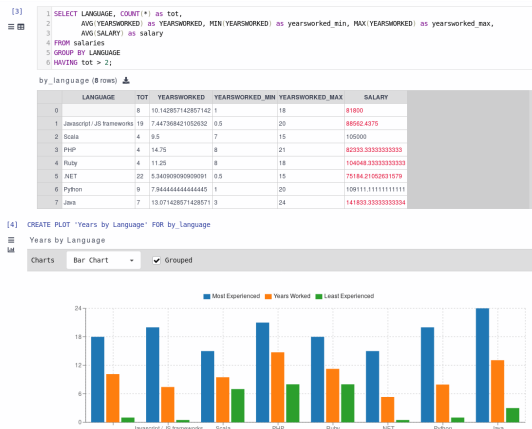 [3]
1 SELECT LANGUAGE, COUNT(*) as tot,
2 AVG(YEARSWORKED) as YEARSWORKED, MIN(YEARSWORKED) as yearsworked_min, MAX(YEARSWORKED) as yearsworked_max,
3 AVG(SALARY) as salary
4 FROM salaries
5 GROUP BY LANGUAGE
6 HAVING tot > 2;
by_language (8 rows)
LANGUAGE TOT YEARSWORKED YEARSWORKED_MIN YEARSWORKED_MAX SALARY
0 8 10.142857142857142 1 18 81800
1 Javascript / JS frameworks 19 7.447368421052632 0.5 20 98562.4375
2 Scala 4 9.5 7 15 105000
3 PHP 4 14.75 8 21 82333.33333333333
4 Ruby 4 11.25 8 18 104048.33333333333
5 .NET 22 5.340909090909091 0.5 15 75184.21052631579
6 Python 9 7.944444444444445 1 20 109111.11111111111
7 Java 7 13.071428571428571 3 24 141833.33333333334
[4] CREATE PLOT 'Years by Language' FOR by_language
Years by Language
Charts Bar Chart Grouped
Most Experienced Years Worked Least Experienced
24
18
12
6
0
Javascript / JS frameworks Scala PHP Ruby .NET Python Java